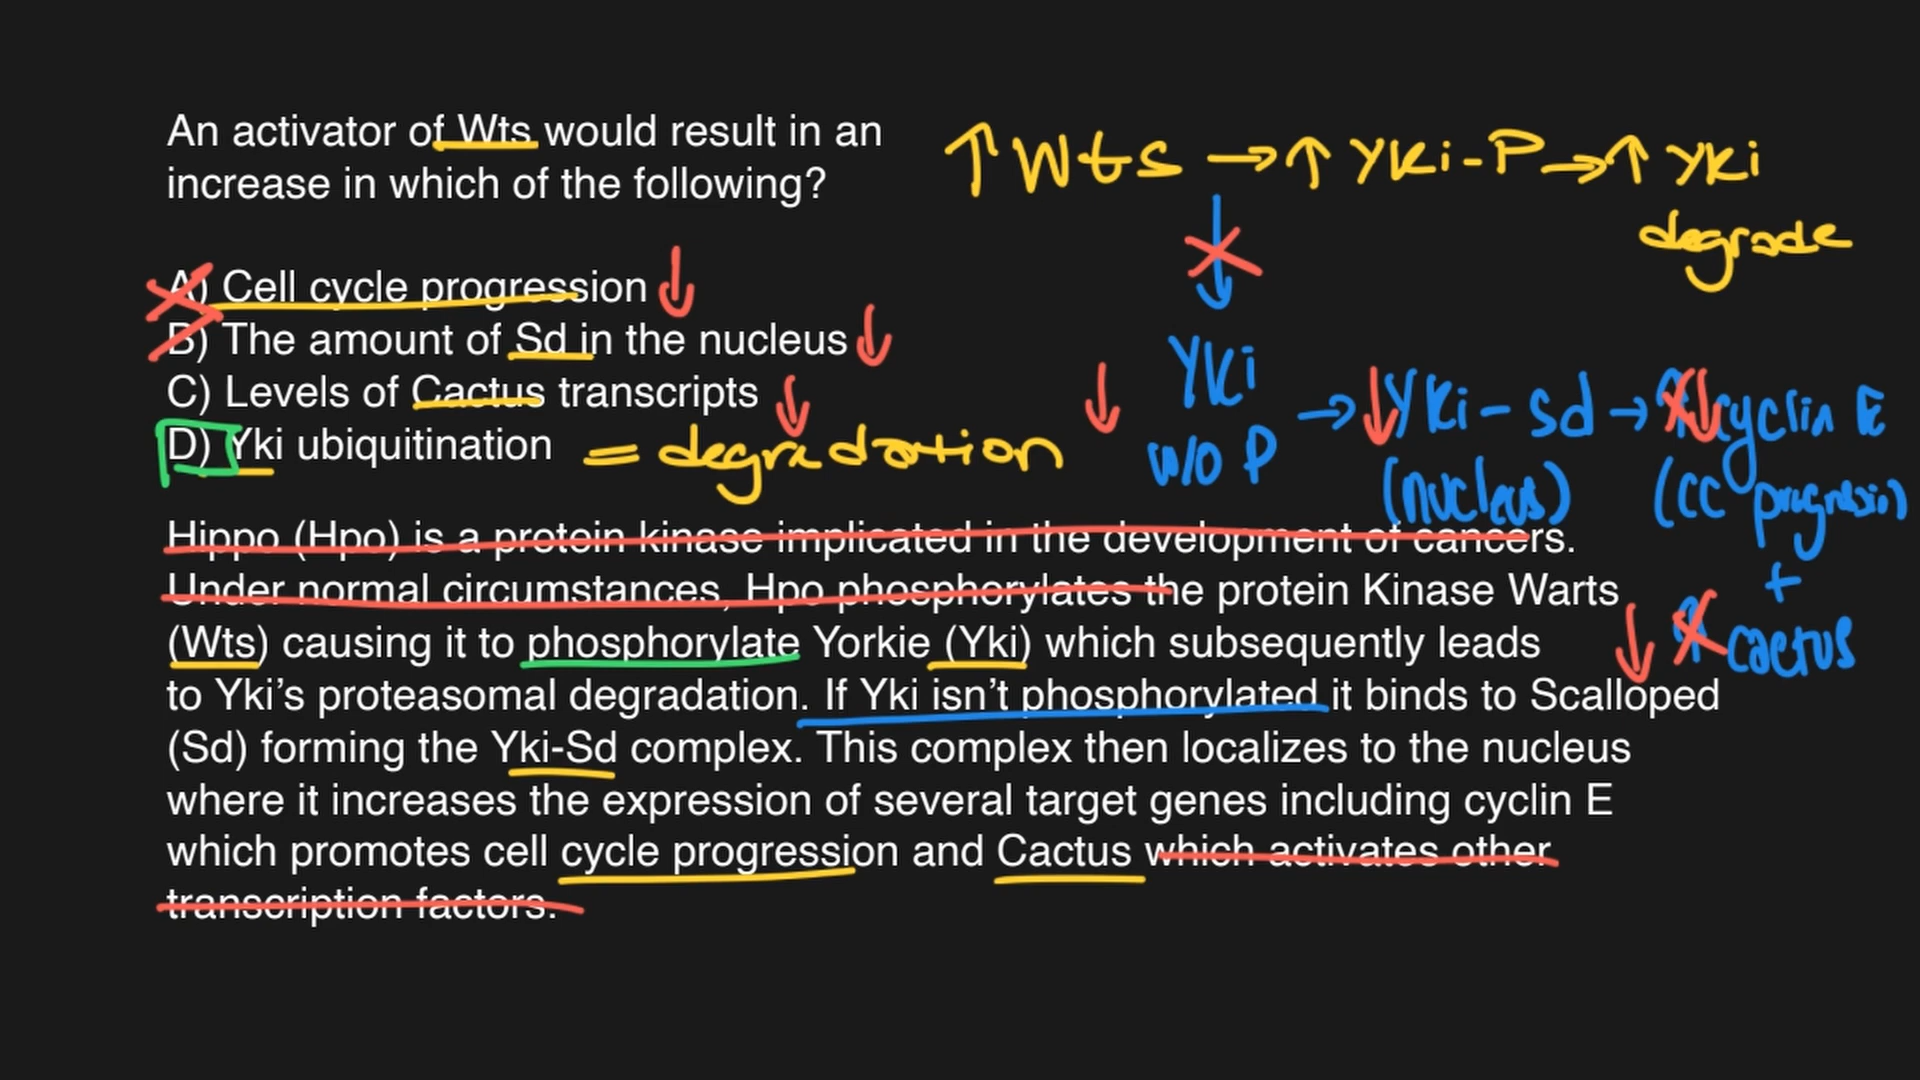 An activator of Wts would result in an
increase in which of the following?
↑ Wts → ↑ Yki-P → ↑ Yki
degrade
A) Cell cycle progression ↓
B) The amount of Sd in the nucleus ↓
C) Levels of Cactus transcripts ↓
D) Yki ubiquitination = degradation
↓ Yki → ↓ Yki-Sd → ↓ cyclin E
w/o P (nucleus) (CC progression)
+
↓ cactus
Hippo (Hpo) is a protein kinase implicated in the development of cancers.
Under normal circumstances, Hpo phosphorylates the protein Kinase Warts
(Wts) causing it to phosphorylate Yorkie (Yki) which subsequently leads
to Yki’s proteasomal degradation. If Yki isn’t phosphorylated it binds to Scalloped
(Sd) forming the Yki-Sd complex. This complex then localizes to the nucleus
where it increases the expression of several target genes including cyclin E
which promotes cell cycle progression and Cactus which activates other
transcription factors.